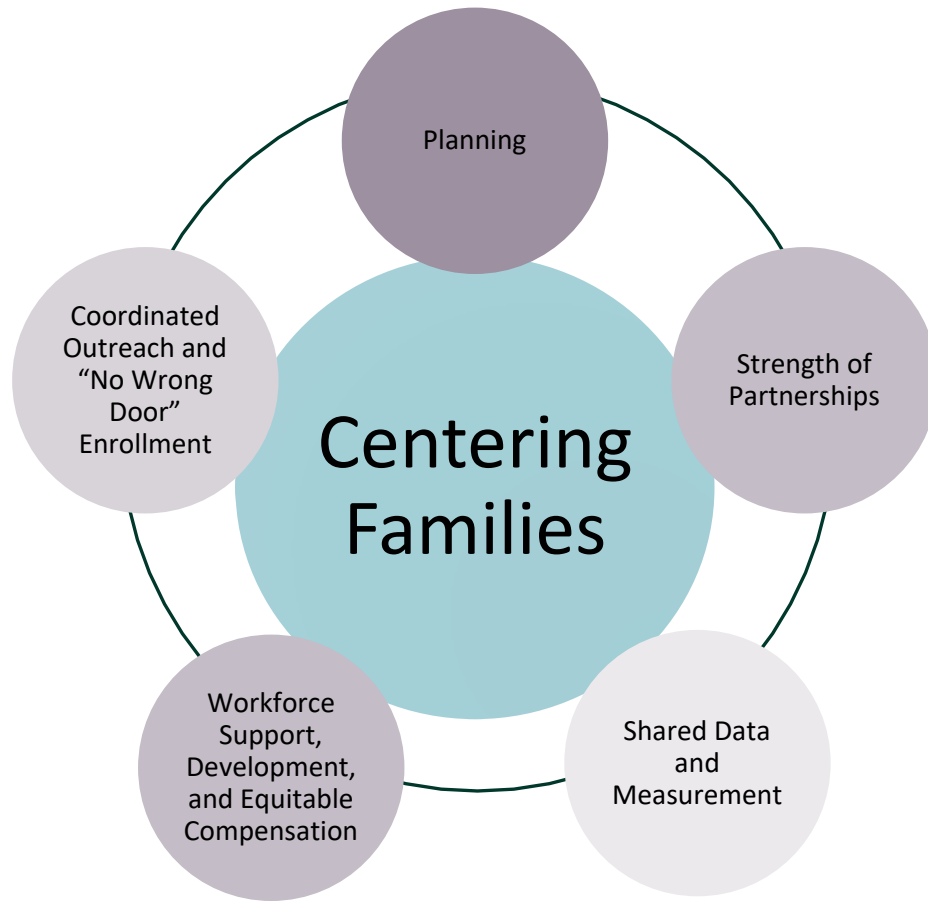 Planning
Coordinated
Outreach and
“No Wrong
Door”
Enrollment
Strength of
Partnerships
Centering
Families
Workforce
Support,
Development,
and Equitable
Compensation
Shared Data
and
Measurement